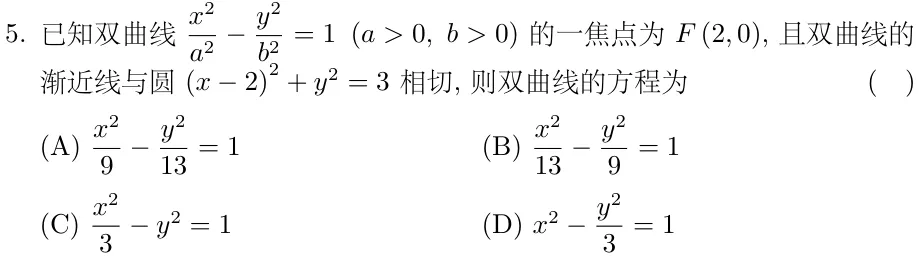 5. 已知双曲线 $\frac{x^2}{a^2} - \frac{y^2}{b^2} = 1$ $(a > 0, b > 0)$ 的一焦点为 $F(2,0)$, 且双曲线的
渐近线与圆 $(x-2)^2 + y^2 = 3$ 相切, 则双曲线的方程为 ( )
(A) $\frac{x^2}{9} - \frac{y^2}{13} = 1$ (B) $\frac{x^2}{13} - \frac{y^2}{9} = 1$
(C) $\frac{x^2}{3} - y^2 = 1$ (D) $x^2 - \frac{y^2}{3} = 1$